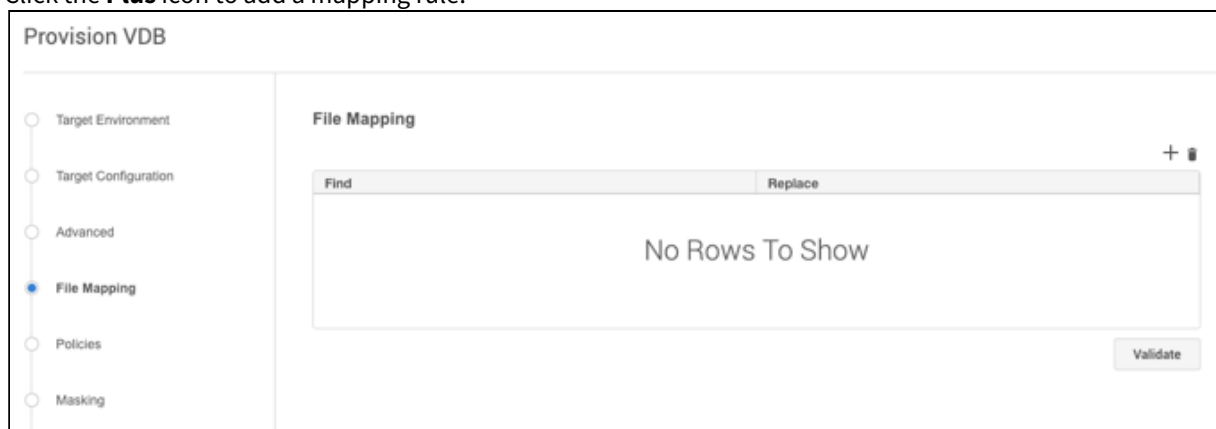 Click the Plus icon to add a mapping rule.
Provision VDB
Target Environment
Target Configuration
Advanced
File Mapping
Policies
Masking
File Mapping
+
Find Replace
No Rows To Show
Validate